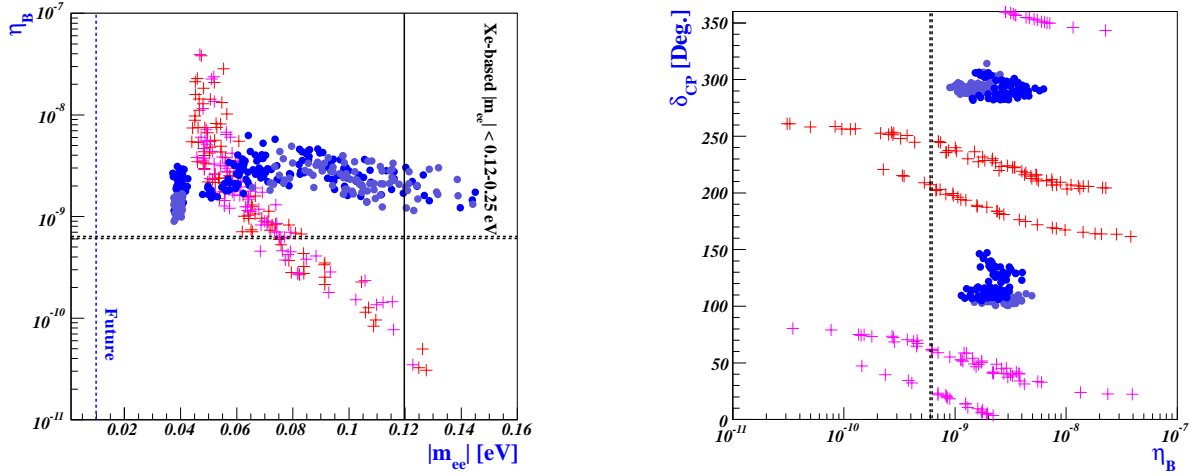 η_B
10^-7
10^-8
10^-9
10^-10
10^-11
Xe-based |m_ee| < 0.12-0.25 eV
Future
0.02 0.04 0.06 0.08 0.1 0.12 0.14 0.16
|m_ee| [eV]
δ_CP [Deg.]
350
300
250
200
150
100
50
0
10^-11 10^-10 10^-9 10^-8 10^-7
η_B